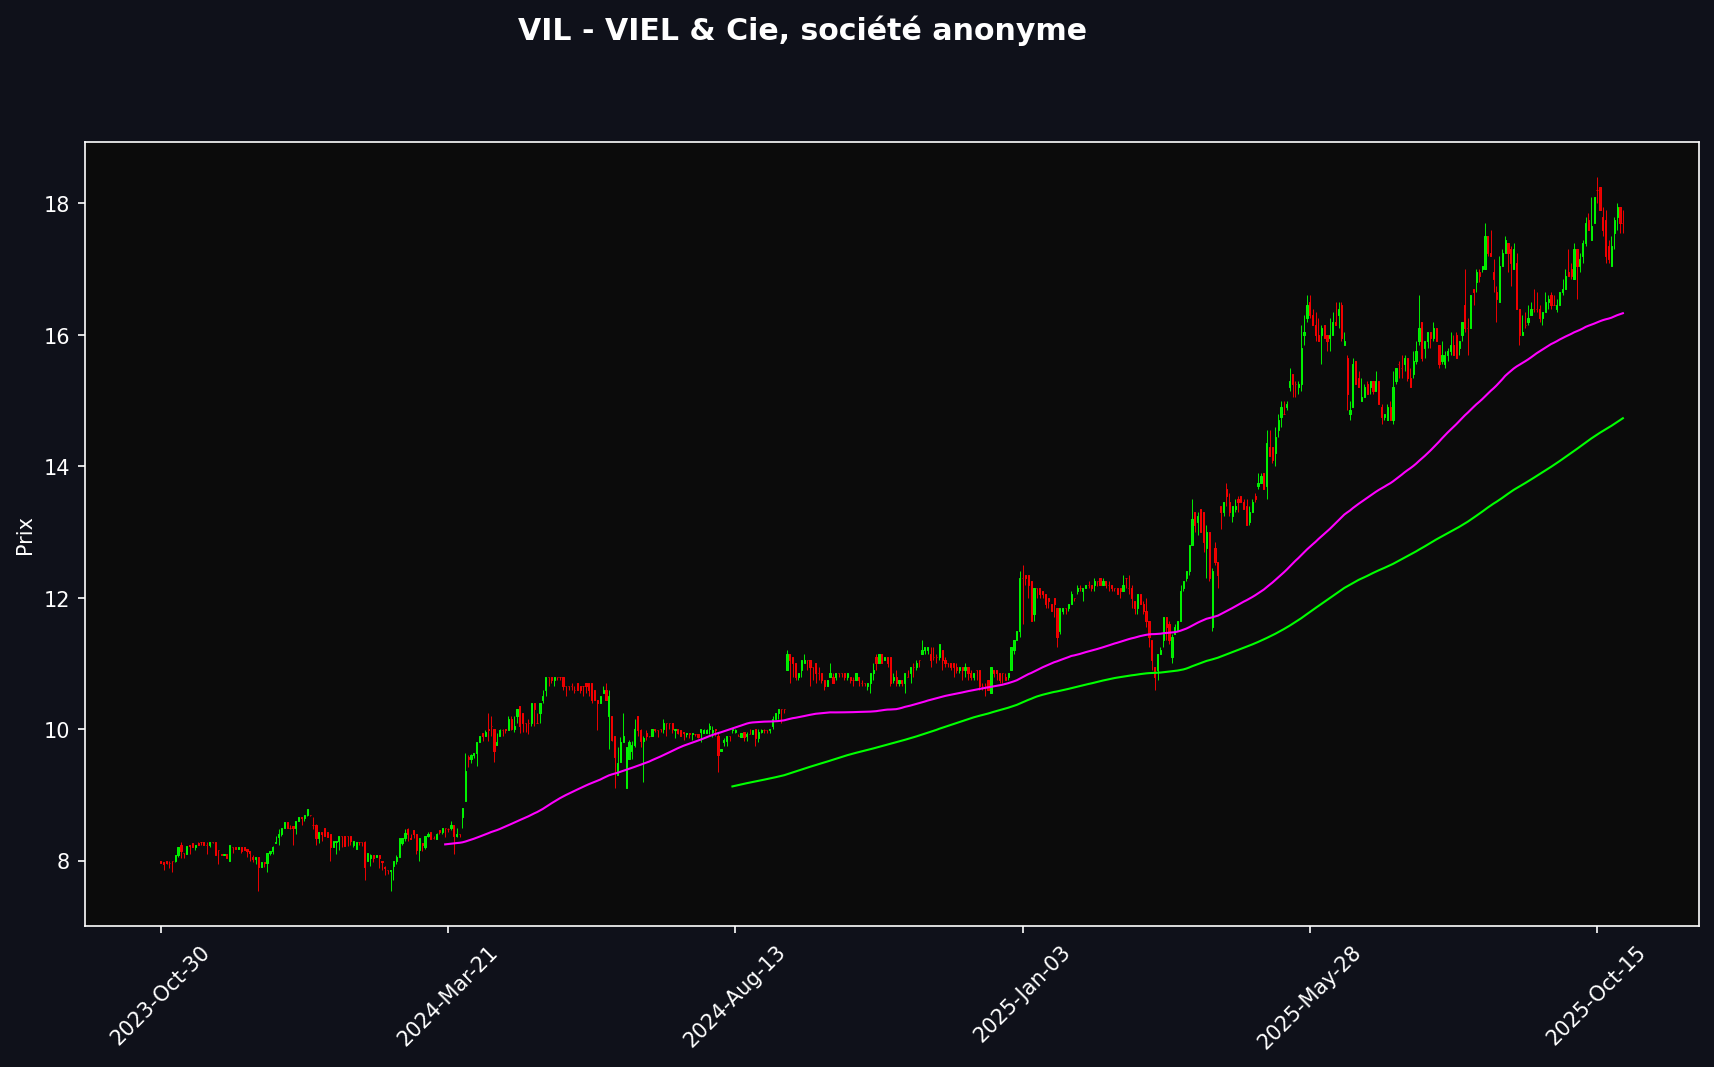 VIL - VIEL & Cie, société anonyme
Prix
18
16
14
12
10
8
2023-Oct-30
2024-Mar-21
2024-Aug-13
2025-Jan-03
2025-May-28
2025-Oct-15